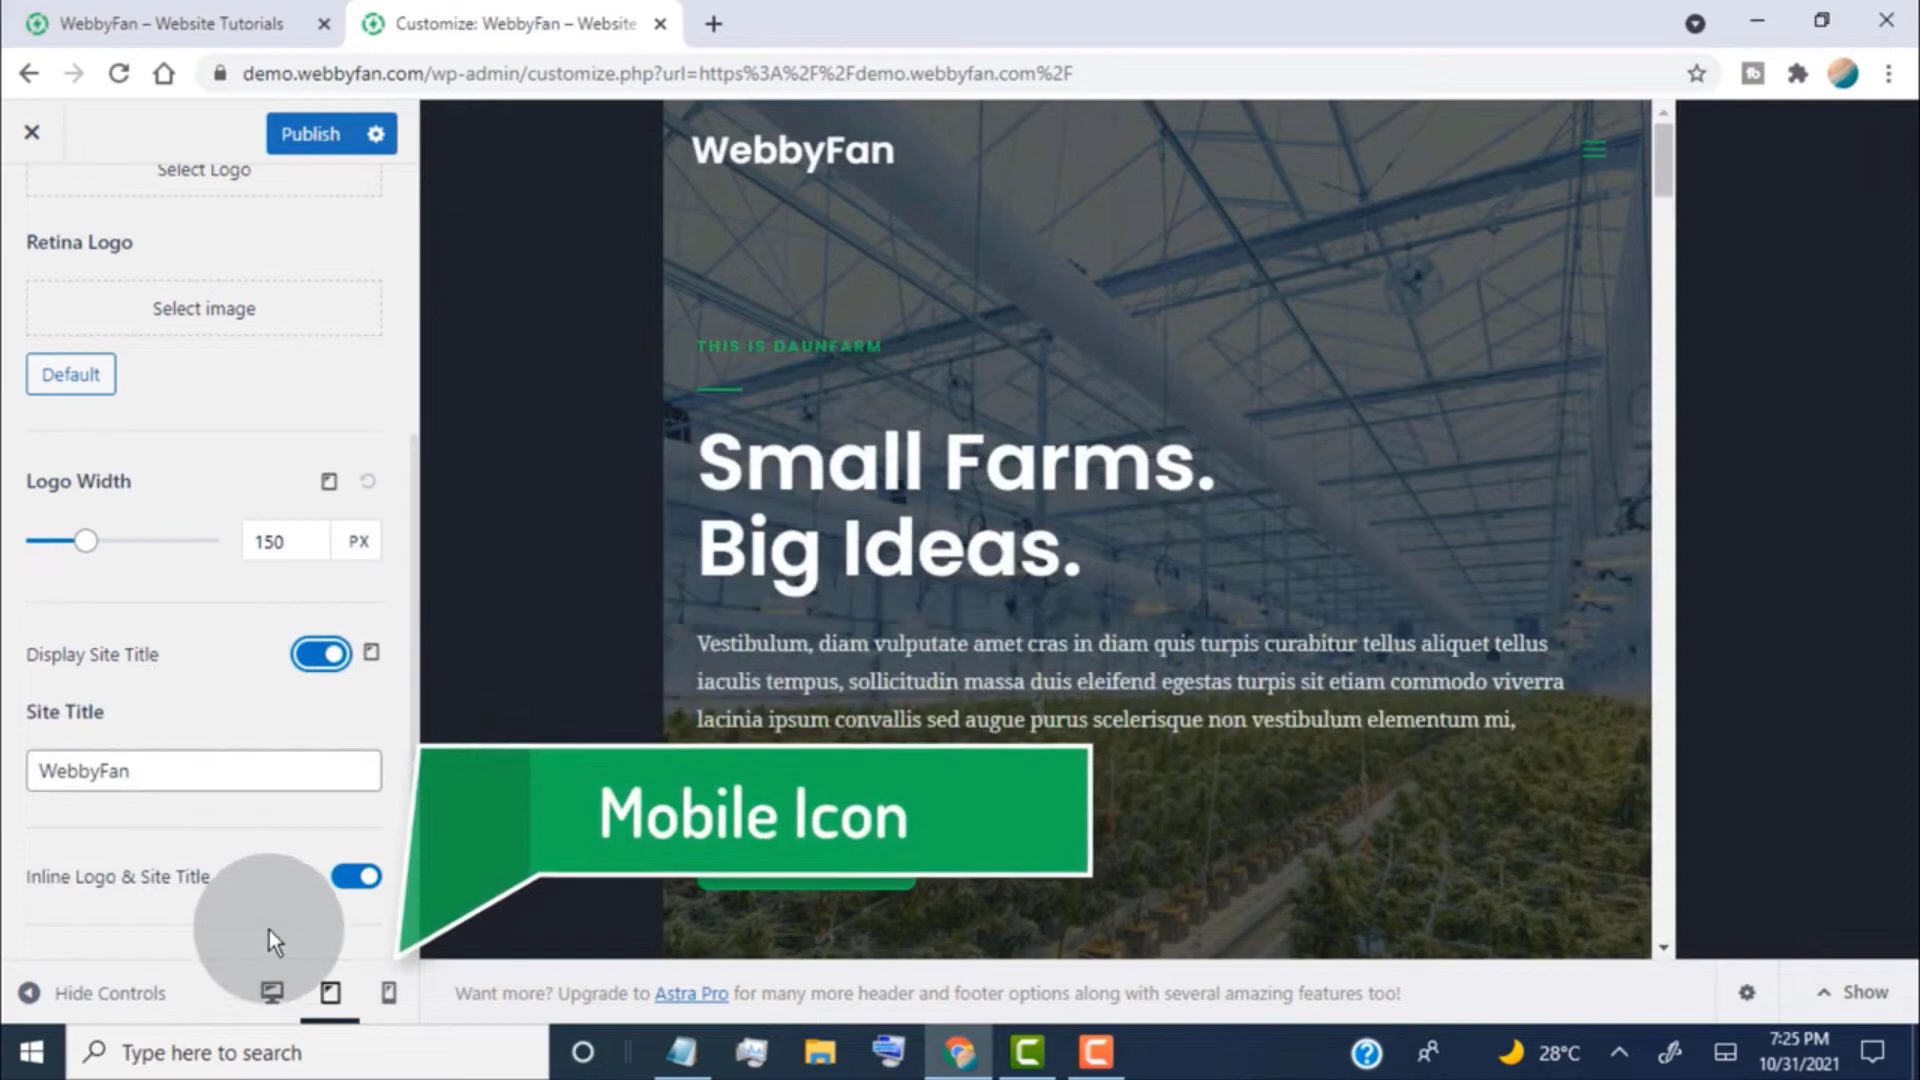 WebbyFan – Website Tutorials
Customize: WebbyFan – Website
demo.webbyfan.com/wp-admin/customize.php?url=https%3A%2F%2Fdemo.webbyfan.com%2F
Publish
Select Logo
Retina Logo
Select image
Default
Logo Width
150 PX
Display Site Title
Site Title
WebbyFan
Inline Logo & Site Title
Hide Controls
WebbyFan
THIS IS DAUNFARM
Small Farms.
Big Ideas.
Vestibulum, diam vulputate amet cras in diam quis turpis curabitur tellus aliquet tellus
iaculis tempus, sollicitudin massa duis eleifend egestas turpis sit etiam commodo viverra
lacinia ipsum convallis sed augue purus scelerisque non vestibulum elementum mi,
Mobile Icon
Want more? Upgrade to Astra Pro for many more header and footer options along with several amazing features too!
Show
Type here to search
28°C
7:25 PM
10/31/2021